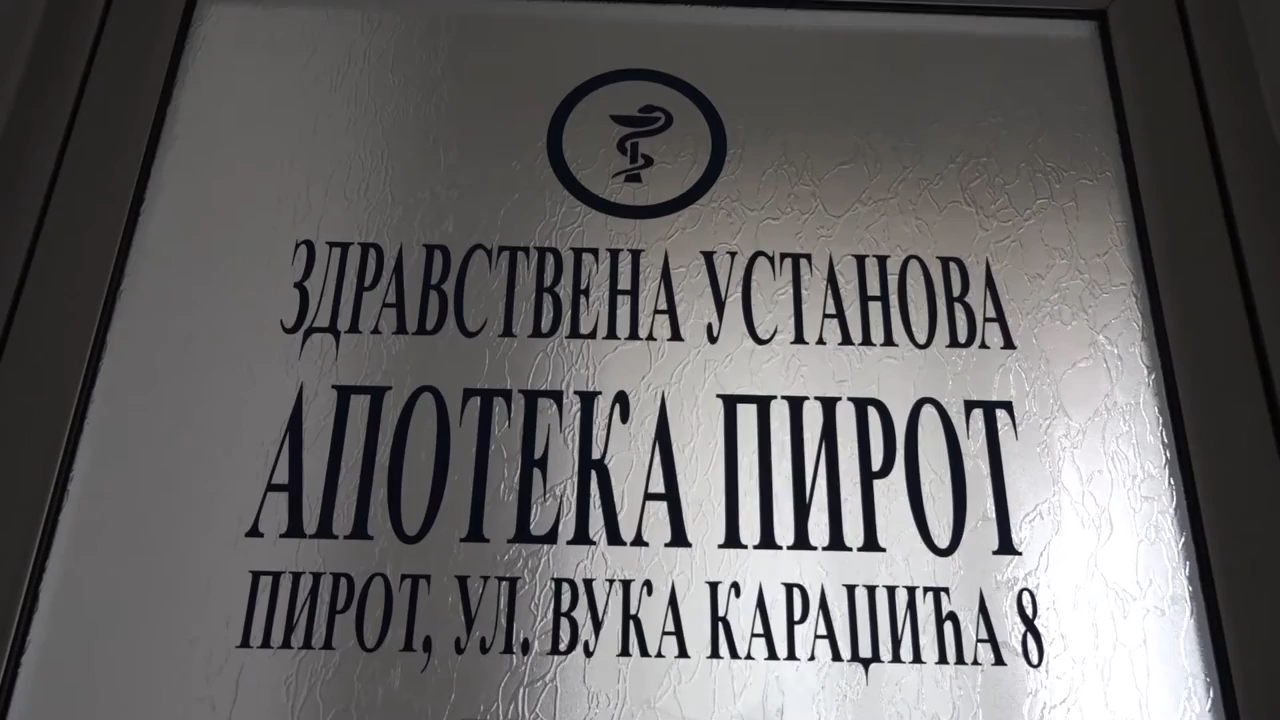 ЗДРАВСТВЕНА УСТАНОВА
АПОТЕКА ПИРОТ
ПИРОТ, УЛ. ВУКА КАРАЏИЋА 8